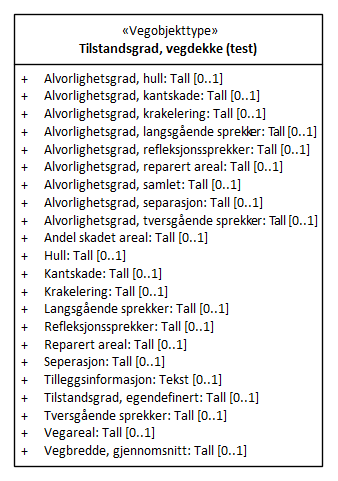 «Vegobjekttype»
Tilstandsgrad, vegdekke (test)
+ Alvorlighetsgrad, hull: Tall [0..1]
+ Alvorlighetsgrad, kantskade: Tall [0..1]
+ Alvorlighetsgrad, krakelering: Tall [0..1]
+ Alvorlighetsgrad, langsgående sprekker: Tall [0..1]
+ Alvorlighetsgrad, refleksjonssprekker: Tall [0..1]
+ Alvorlighetsgrad, reparert areal: Tall [0..1]
+ Alvorlighetsgrad, samlet: Tall [0..1]
+ Alvorlighetsgrad, separasjon: Tall [0..1]
+ Alvorlighetsgrad, tversgående sprekker: Tall [0..1]
+ Andel skadet areal: Tall [0..1]
+ Hull: Tall [0..1]
+ Kantskade: Tall [0..1]
+ Krakelering: Tall [0..1]
+ Langsgående sprekker: Tall [0..1]
+ Refleksjonssprekker: Tall [0..1]
+ Reparert areal: Tall [0..1]
+ Seperasjon: Tall [0..1]
+ Tilleggsinformasjon: Tekst [0..1]
+ Tilstandsgrad, egendefinert: Tall [0..1]
+ Tversgående sprekker: Tall [0..1]
+ Vegareal: Tall [0..1]
+ Vegbredde, gjennomsnitt: Tall [0..1]